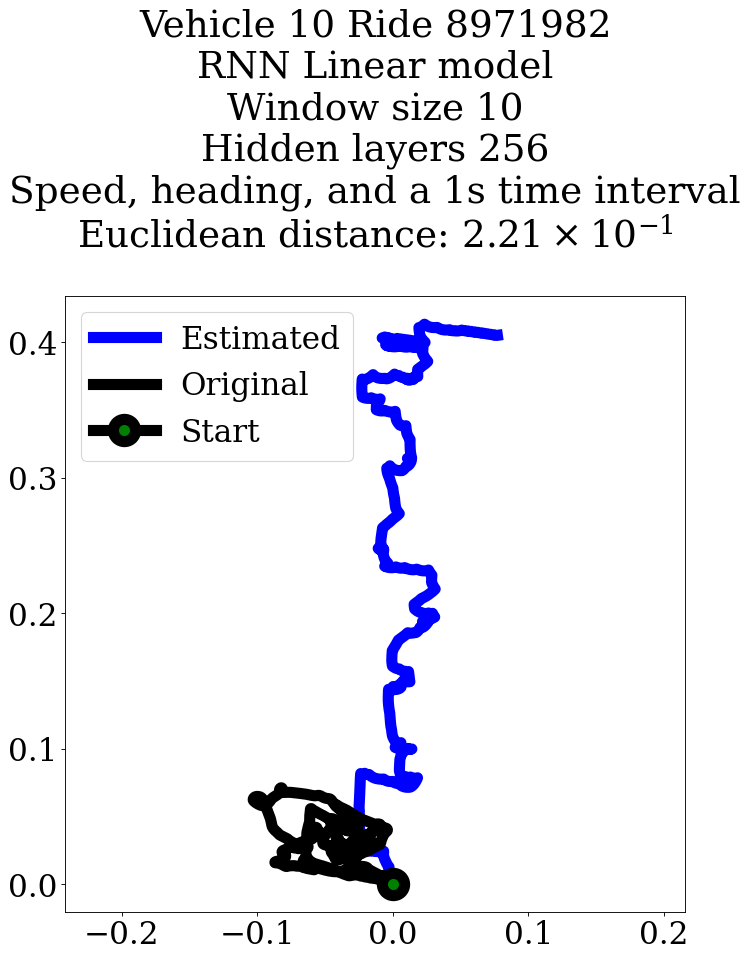 Vehicle 10 Ride 8971982
RNN Linear model
Window size 10
Hidden layers 256
Speed, heading, and a 1s time interval
Euclidean distance: 2.21 × 10⁻¹
Estimated
Original
Start
0.4
0.3
0.2
0.1
0.0
−0.2
−0.1
0.0
0.1
0.2